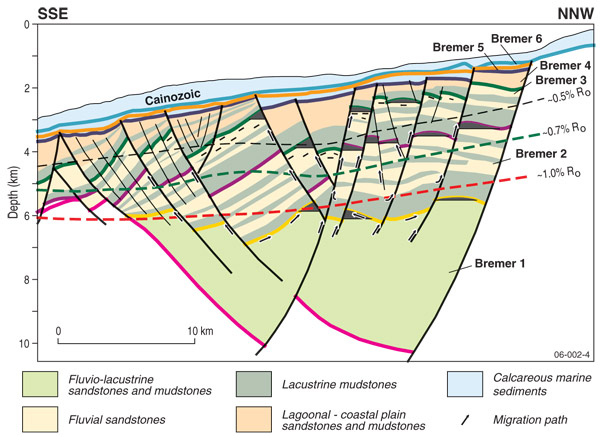 SSE
NNW
0
2
4
6
8
10
Depth (km)
Cainozoic
Bremer 6
Bremer 5
Bremer 4
Bremer 3
~0.5% Ro
~0.7% Ro
Bremer 2
~1.0% Ro
Bremer 1
0 10 km
06-002-4
Fluvio-lacustrine
sandstones and mudstones
Lacustrine mudstones
Calcareous marine
sediments
Fluvial sandstones
Lagoonal - coastal plain
sandstones and mudstones
Migration path